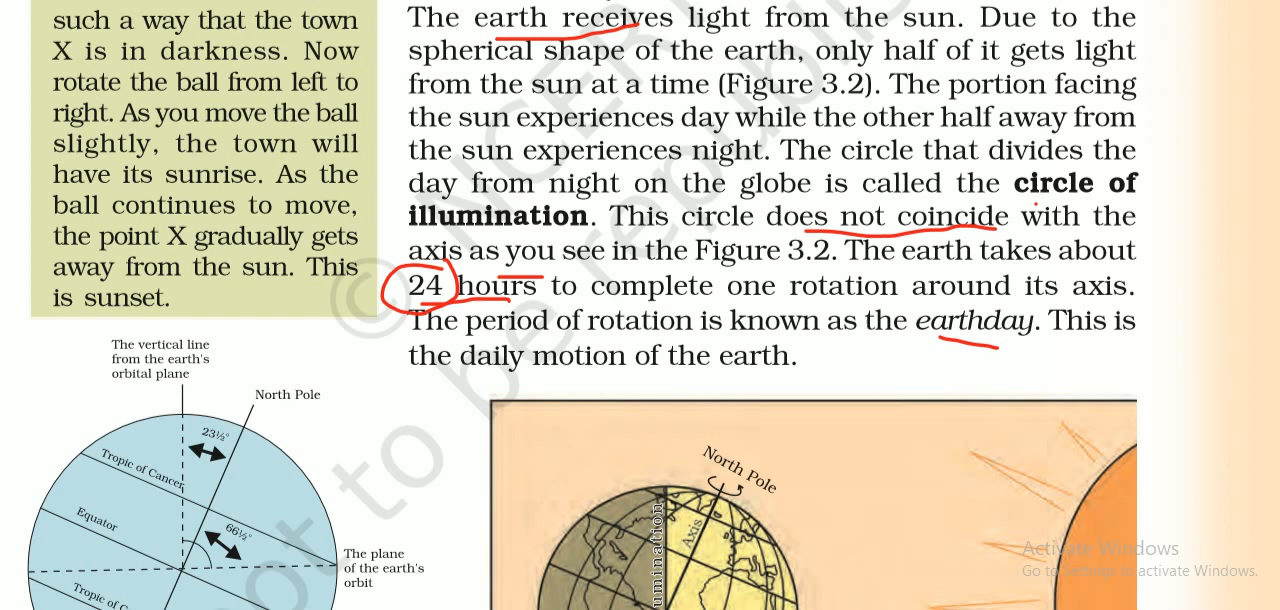 such a way that the town
X is in darkness. Now
rotate the ball from left to
right. As you move the ball
slightly, the town will
have its sunrise. As the
ball continues to move,
the point X gradually gets
away from the sun. This
is sunset.
The earth receives light from the sun. Due to the
spherical shape of the earth, only half of it gets light
from the sun at a time (Figure 3.2). The portion facing
the sun experiences day while the other half away from
the sun experiences night. The circle that divides the
day from night on the globe is called the circle of
illumination. This circle does not coincide with the
axis as you see in the Figure 3.2. The earth takes about
24 hours to complete one rotation around its axis.
The period of rotation is known as the earthday. This is
the daily motion of the earth.
The vertical line
from the earth's
orbital plane
North Pole
23½°
Tropic of Cancer
Equator
66½°
The plane
of the earth's
orbit
Tropic of C
North Pole
Axis
umination
© NCER
not to be republi
Activate Windows
Go to Settings to activate Windows.